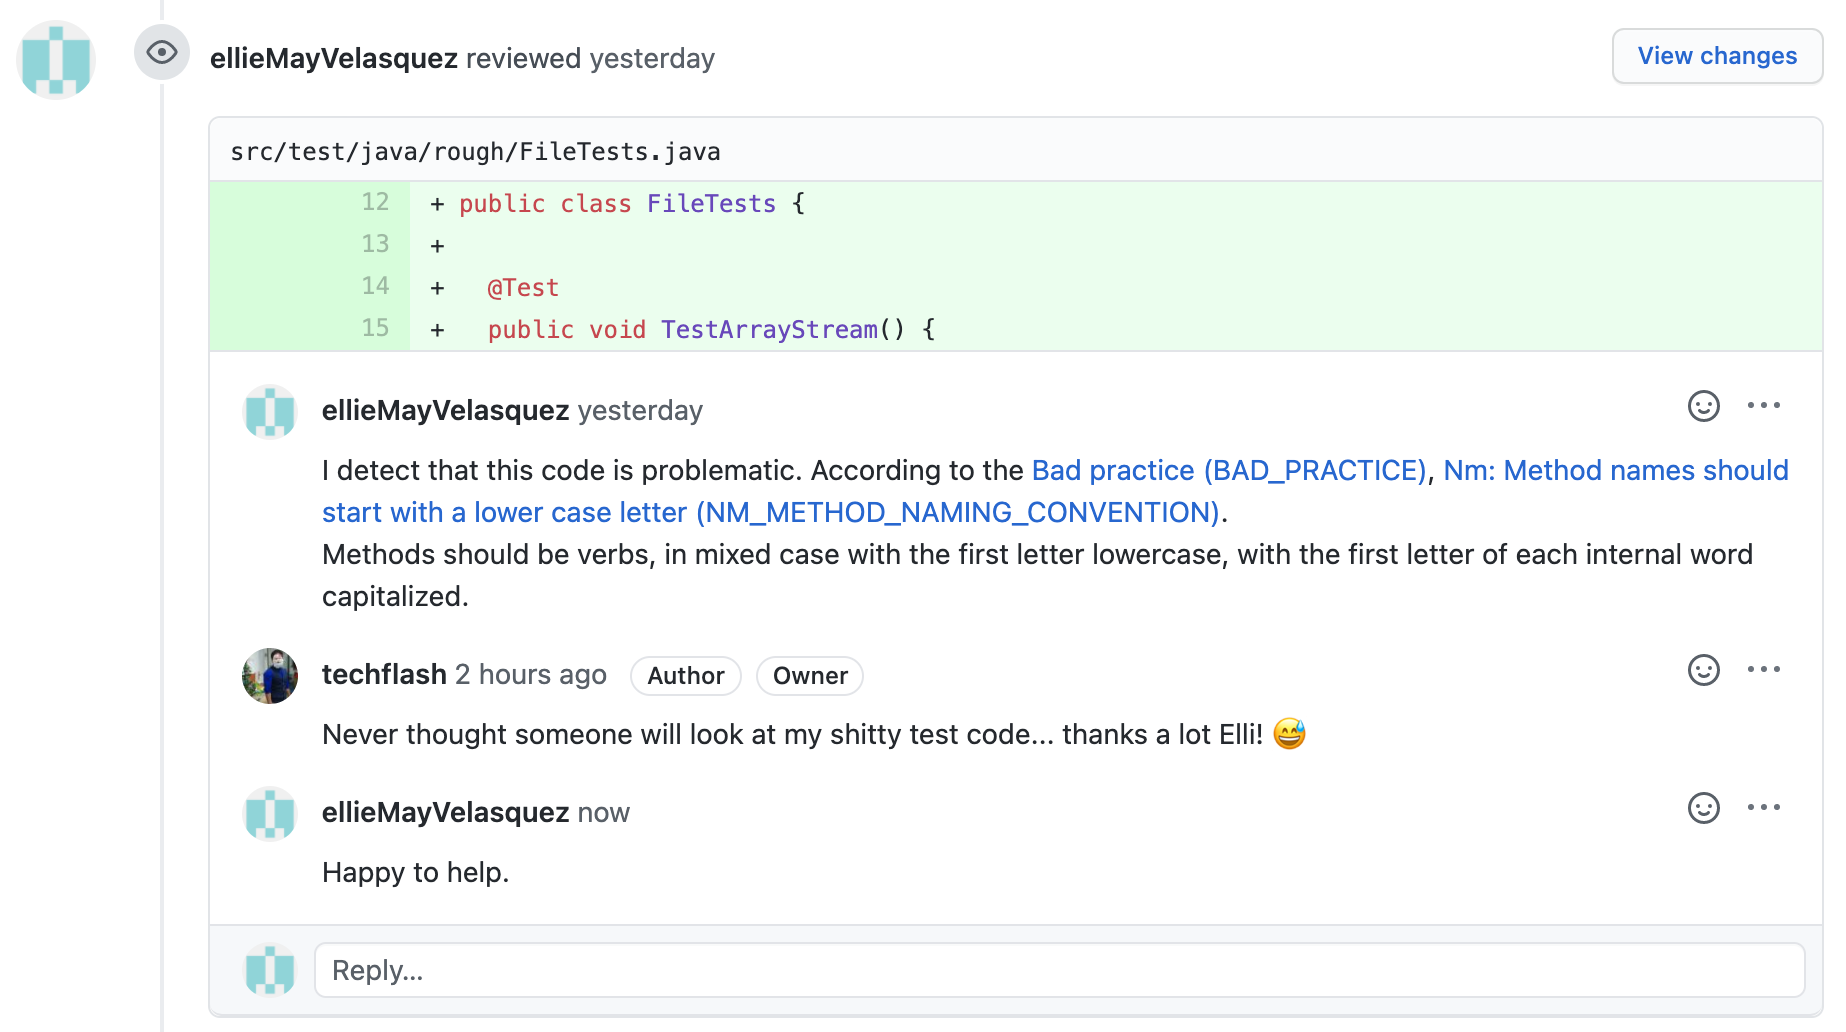 ellieMayVelasquez reviewed yesterday
View changes
src/test/java/rough/FileTests.java
12 + public class FileTests {
13 +
14 + @Test
15 + public void TestArrayStream() {
ellieMayVelasquez yesterday
I detect that this code is problematic. According to the Bad practice (BAD_PRACTICE), Nm: Method names should
start with a lower case letter (NM_METHOD_NAMING_CONVENTION).
Methods should be verbs, in mixed case with the first letter lowercase, with the first letter of each internal word
capitalized.
techflash 2 hours ago Author Owner
Never thought someone will look at my shitty test code... thanks a lot Elli! 😅
ellieMayVelasquez now
Happy to help.
Reply...